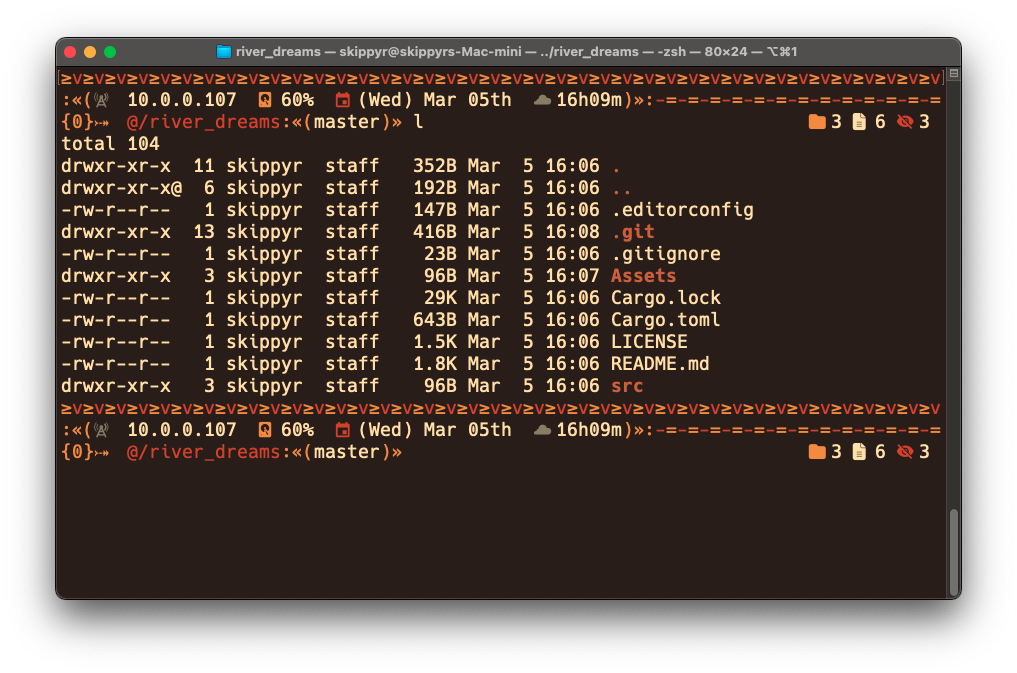 river_dreams — skippyr@skippyrs-Mac-mini — ../river_dreams — -zsh — 80×24 — ⌥⌘1
≥v≥v≥v≥v≥v≥v≥v≥v≥v≥v≥v≥v≥v≥v≥v≥v≥v≥v≥v≥v≥v≥v≥v≥v≥v≥v≥v≥v≥v≥v≥v≥v≥v≥v≥v≥v≥v≥v≥v≥v
:«( 10.0.0.107 60% (Wed) Mar 05th 16h09m)»:-=-=-=-=-=-=-=-=-=-=-=-=-=
{0}⤐ @/river_dreams:«(master)» l 3 6 3
total 104
drwxr-xr-x 11 skippyr staff 352B Mar 5 16:06 .
drwxr-xr-x@ 6 skippyr staff 192B Mar 5 16:06 ..
-rw-r--r-- 1 skippyr staff 147B Mar 5 16:06 .editorconfig
drwxr-xr-x 13 skippyr staff 416B Mar 5 16:08 .git
-rw-r--r-- 1 skippyr staff 23B Mar 5 16:06 .gitignore
drwxr-xr-x 3 skippyr staff 96B Mar 5 16:07 Assets
-rw-r--r-- 1 skippyr staff 29K Mar 5 16:06 Cargo.lock
-rw-r--r-- 1 skippyr staff 643B Mar 5 16:06 Cargo.toml
-rw-r--r-- 1 skippyr staff 1.5K Mar 5 16:06 LICENSE
-rw-r--r-- 1 skippyr staff 1.8K Mar 5 16:06 README.md
drwxr-xr-x 3 skippyr staff 96B Mar 5 16:06 src
≥v≥v≥v≥v≥v≥v≥v≥v≥v≥v≥v≥v≥v≥v≥v≥v≥v≥v≥v≥v≥v≥v≥v≥v≥v≥v≥v≥v≥v≥v≥v≥v≥v≥v≥v≥v≥v≥v≥v≥v
:«( 10.0.0.107 60% (Wed) Mar 05th 16h09m)»:-=-=-=-=-=-=-=-=-=-=-=-=-=
{0}⤐ @/river_dreams:«(master)» 3 6 3